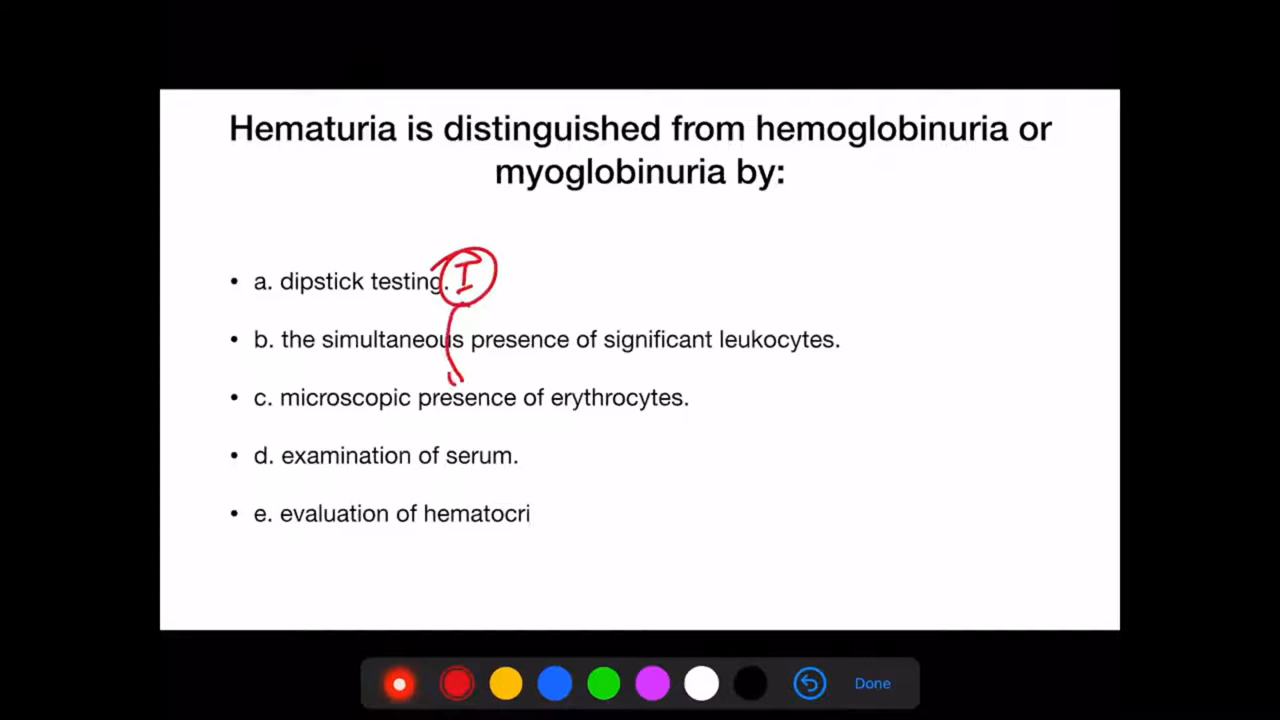 Hematuria is distinguished from hemoglobinuria or
myoglobinuria by:
• a. dipstick testing. I
• b. the simultaneous presence of significant leukocytes.
• c. microscopic presence of erythrocytes.
• d. examination of serum.
• e. evaluation of hematocri
Done